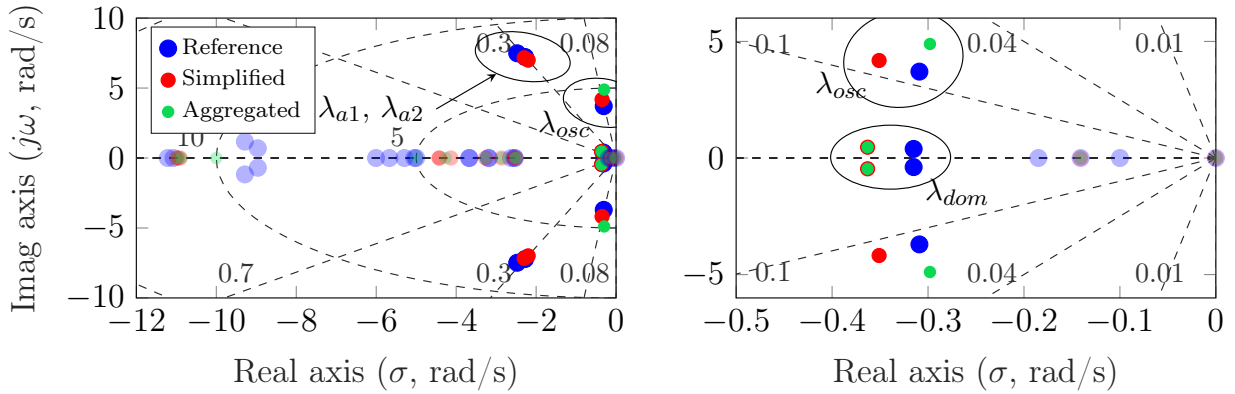 Imag axis (jω, rad/s)
10
5
0
−5
−10
Reference
Simplified
Aggregated
0.3
0.08
λa1, λa2
λosc
10
5
0.7
0.3
0.08
−12 −10 −8 −6 −4 −2 0
Real axis (σ, rad/s)
5
0
−5
0.1
0.04
0.01
λosc
λdom
0.1
0.04
0.01
−0.5 −0.4 −0.3 −0.2 −0.1 0
Real axis (σ, rad/s)